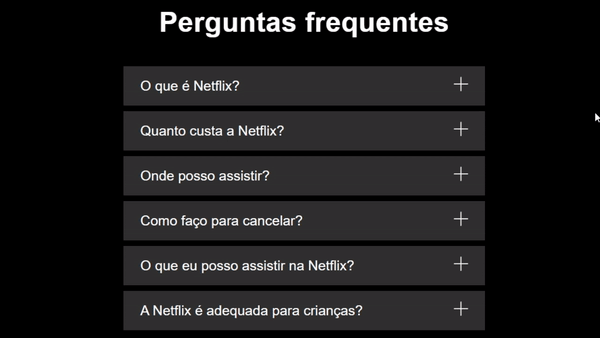 Perguntas frequentes
O que é Netflix?
Quanto custa a Netflix?
Onde posso assistir?
Como faço para cancelar?
O que eu posso assistir na Netflix?
A Netflix é adequada para crianças?